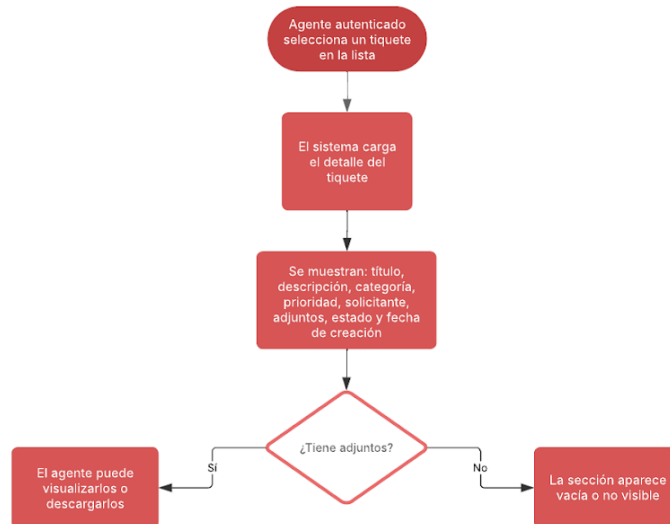 Agente autenticado
selecciona un tiquete
en la lista
El sistema carga
el detalle del
tiquete
Se muestran: título,
descripción, categoría,
prioridad, solicitante,
adjuntos, estado y fecha
de creación
¿Tiene adjuntos?
Sí
No
El agente puede
visualizarlos o
descargarlos
La sección aparece
vacía o no visible